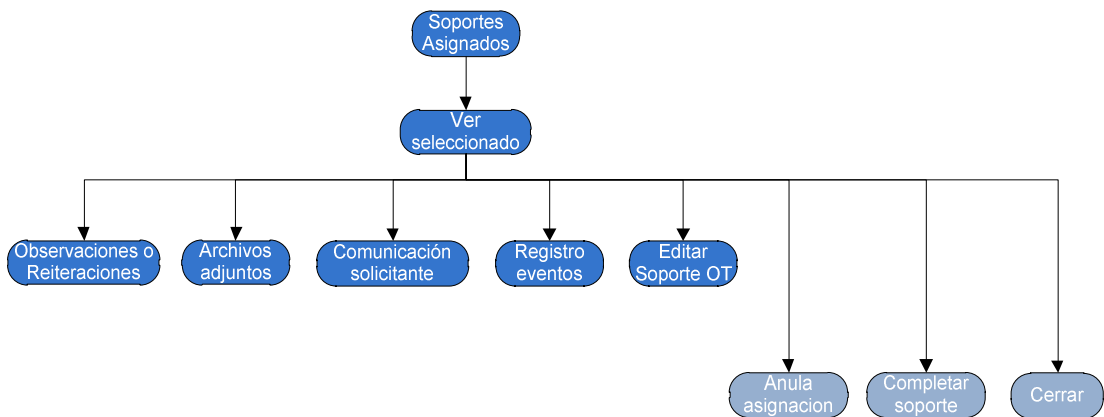 Soportes
Asignados
Ver
seleccionado
Observaciones o
Reiteraciones
Archivos
adjuntos
Comunicación
solicitante
Registro
eventos
Editar
Soporte OT
Anula
asignacion
Completar
soporte
Cerrar